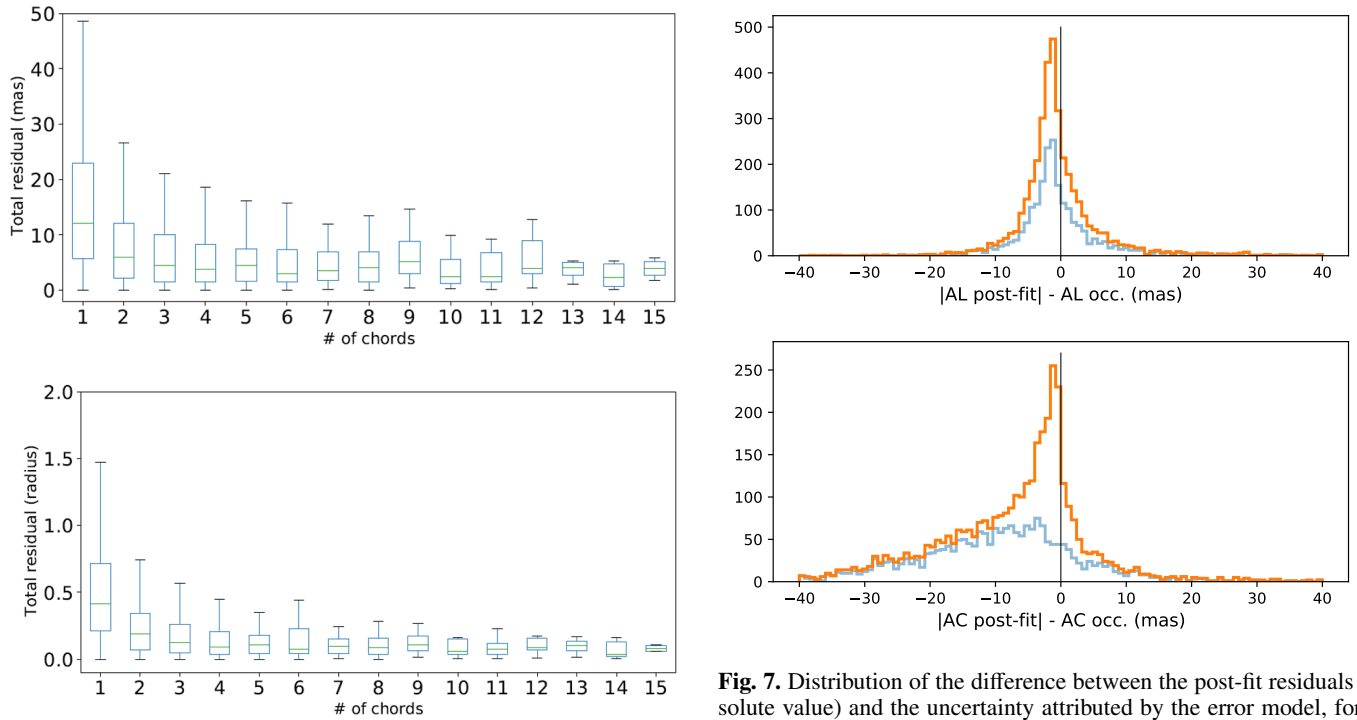 50
40
30
20
10
0
Total residual (mas)
1 2 3 4 5 6 7 8 9 10 11 12 13 14 15
# of chords
2.0
1.5
1.0
0.5
0.0
Total residual (radius)
1 2 3 4 5 6 7 8 9 10 11 12 13 14 15
# of chords
500
400
300
200
100
0
−40 −30 −20 −10 0 10 20 30 40
|AL post-fit| - AL occ. (mas)
250
200
150
100
50
0
−40 −30 −20 −10 0 10 20 30 40
|AC post-fit| - AC occ. (mas)
Fig. 7. Distribution of the difference between the post-fit residuals
solute value) and the uncertainty attributed by the error model, for